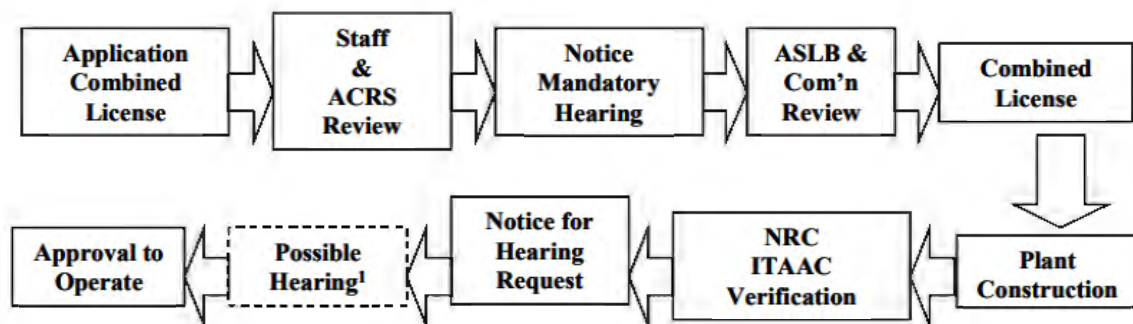 Application
Combined
License
Staff
&
ACRS
Review
Notice
Mandatory
Hearing
ASLB &
Com'n
Review
Combined
License
Plant
Construction
NRC
ITAAC
Verification
Notice for
Hearing
Request
Possible
Hearing¹
Approval to
Operate